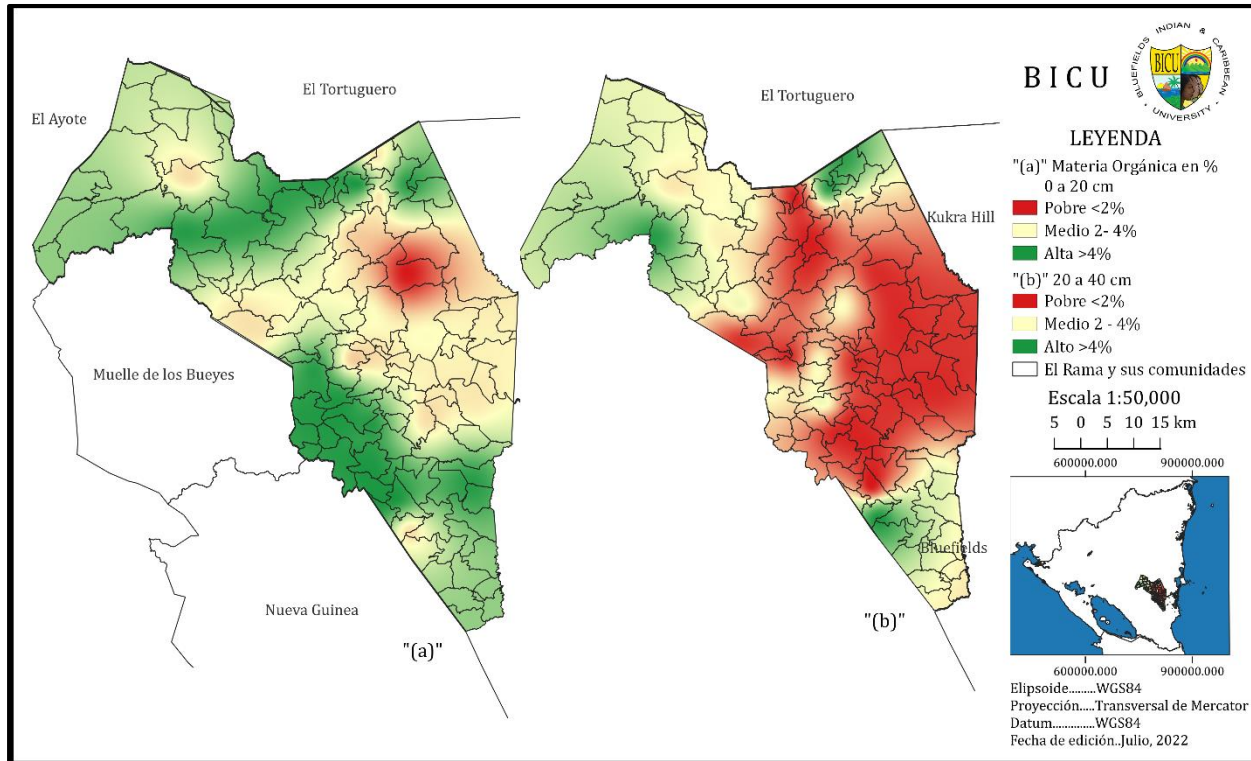 El Tortuguero
El Ayote
Muelle de los Bueyes
Nueva Guinea
"(a)"
El Tortuguero
Kukra Hill
Bluefields
"(b)"
BICU
BLUEFIELDS INDIAN & CARIBBEAN
· UNIVERSITY ·
BICU
LEYENDA
"(a)" Materia Orgánica en %
0 a 20 cm
Pobre <2%
Medio 2- 4%
Alta >4%
"(b)" 20 a 40 cm
Pobre <2%
Medio 2 - 4%
Alto >4%
El Rama y sus comunidades
Escala 1:50,000
5 0 5 10 15 km
600000.000 900000.000
600000.000 900000.000
Elipsoide.........WGS84
Proyección.....Transversal de Mercator
Datum..............WGS84
Fecha de edición..Julio, 2022